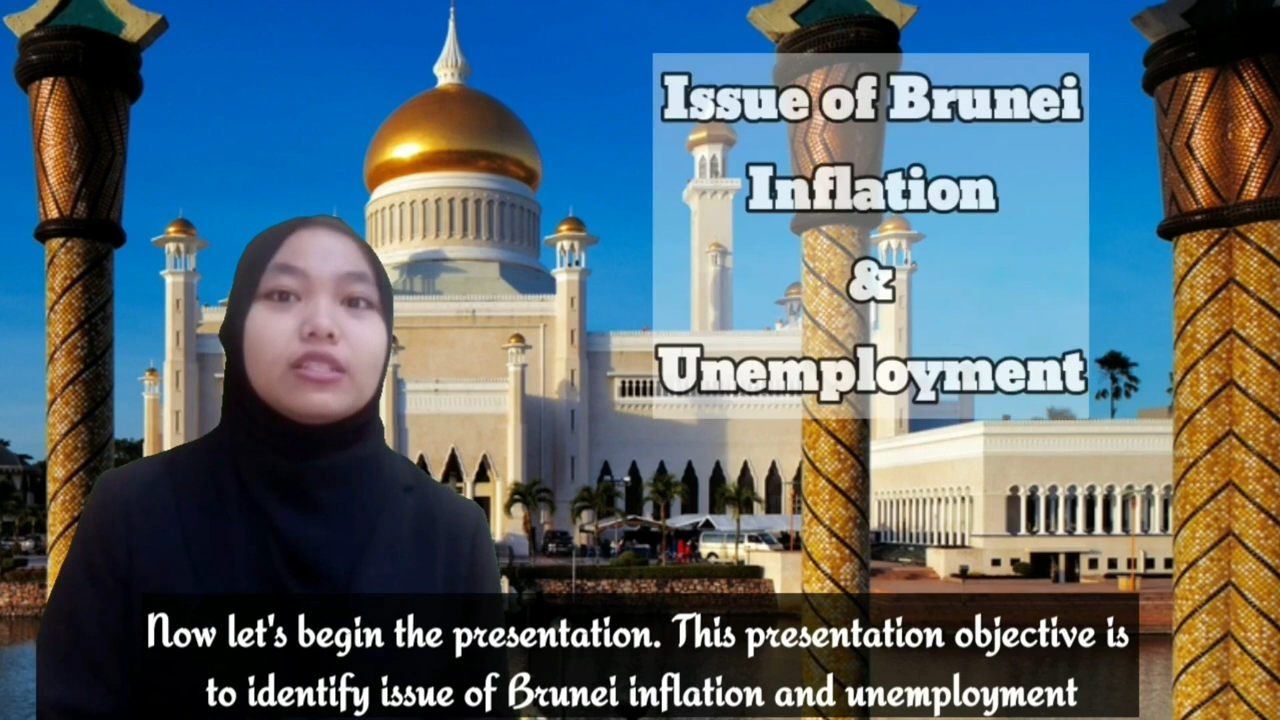 Issue of Brunei
Inflation
&
Unemployment
Now let's begin the presentation. This presentation objective is
to identify issue of Brunei inflation and unemployment